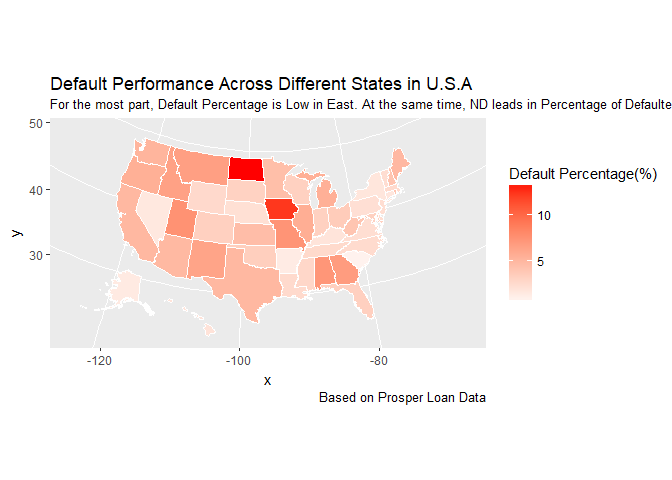 Default Performance Across Different States in U.S.A
For the most part, Default Percentage is Low in East. At the same time, ND leads in Percentage of Defaulte
50
40
30
y
-120
-100
-80
x
Default Percentage(%)
10
5
Based on Prosper Loan Data